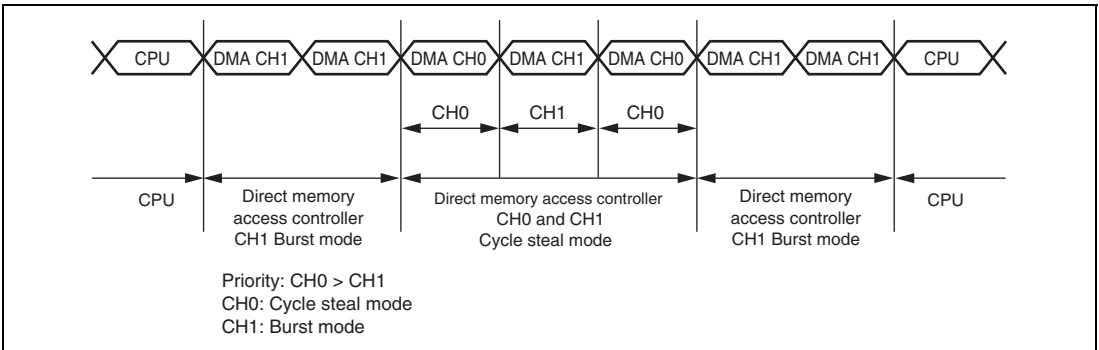 CPU DMA CH1 DMA CH1 DMA CH0 DMA CH1 DMA CH0 DMA CH1 DMA CH1 CPU
CH0 CH1 CH0
CPU
Direct memory
access controller
CH1 Burst mode
Direct memory access controller
CH0 and CH1
Cycle steal mode
Direct memory
access controller
CH1 Burst mode
CPU
Priority: CH0 > CH1
CH0: Cycle steal mode
CH1: Burst mode